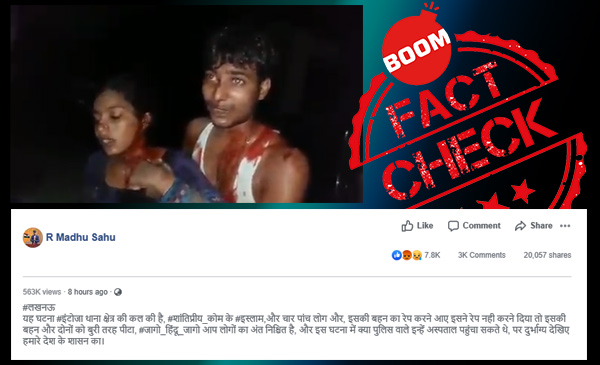 BOOM
FACT
CHECK
R Madhu Sahu
Like Comment Share
7.8K 3K Comments 20,057 shares
563K views · 8 hours ago ·
#लखनऊ
यह घटना #इंटोजा थाना क्षेत्र की कल की है, #शांतिप्रीय_कोम के #इस्लाम,और चार पांच लोग और, इसकी बहन का रेप करने आए इसने रेप नही करने दिया तो इसकी
बहन और दोनों को बुरी तरह पीटा, #जागो_हिंदू_जागो आप लोगों का अंत निश्चित है, और इस घटना में क्या पुलिस वाले इन्हें अस्पताल पहुंचा सकते थे, पर दुर्भाग्य देखिए
हमारे देश के शासन का।